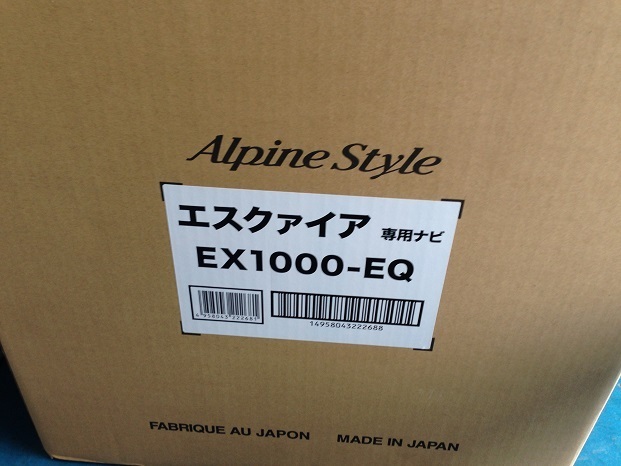 Alpine Style
エスクァイア 専用ナビ
EX1000-EQ
4958043222681 14958043222688
FABRIQUE AU JAPON MADE IN JAPAN